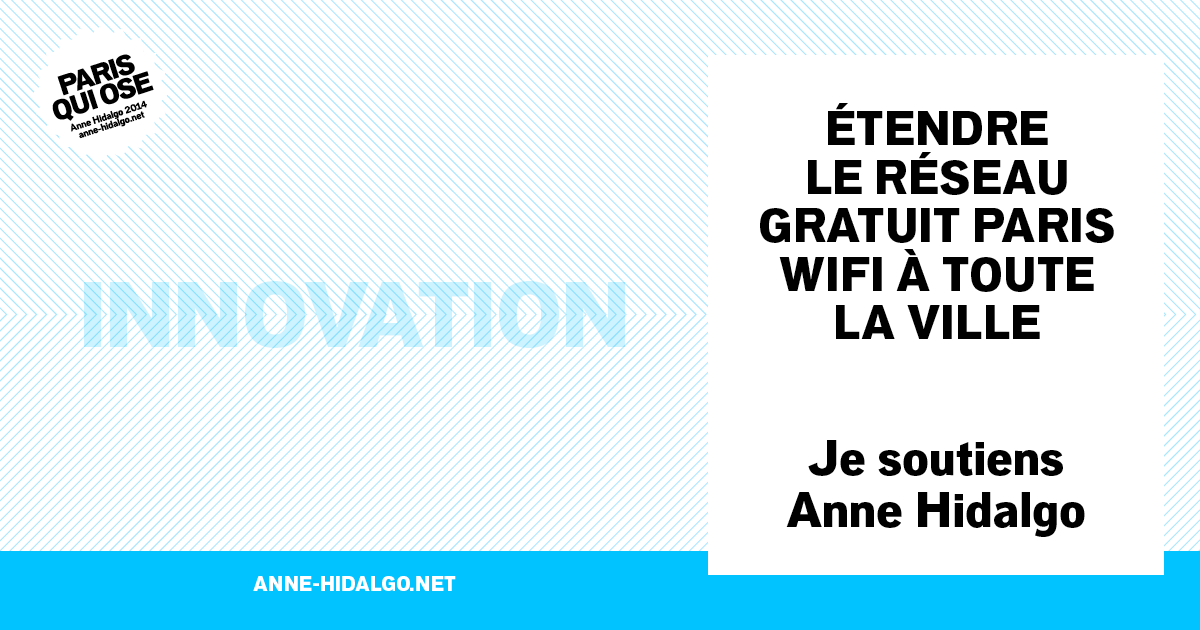 PARIS
QUI OSE
Anne Hidalgo 2014
anne-hidalgo.net
INNOVATION
ÉTENDRE
LE RÉSEAU
GRATUIT PARIS
WIFI À TOUTE
LA VILLE
Je soutiens
Anne Hidalgo
ANNE-HIDALGO.NET